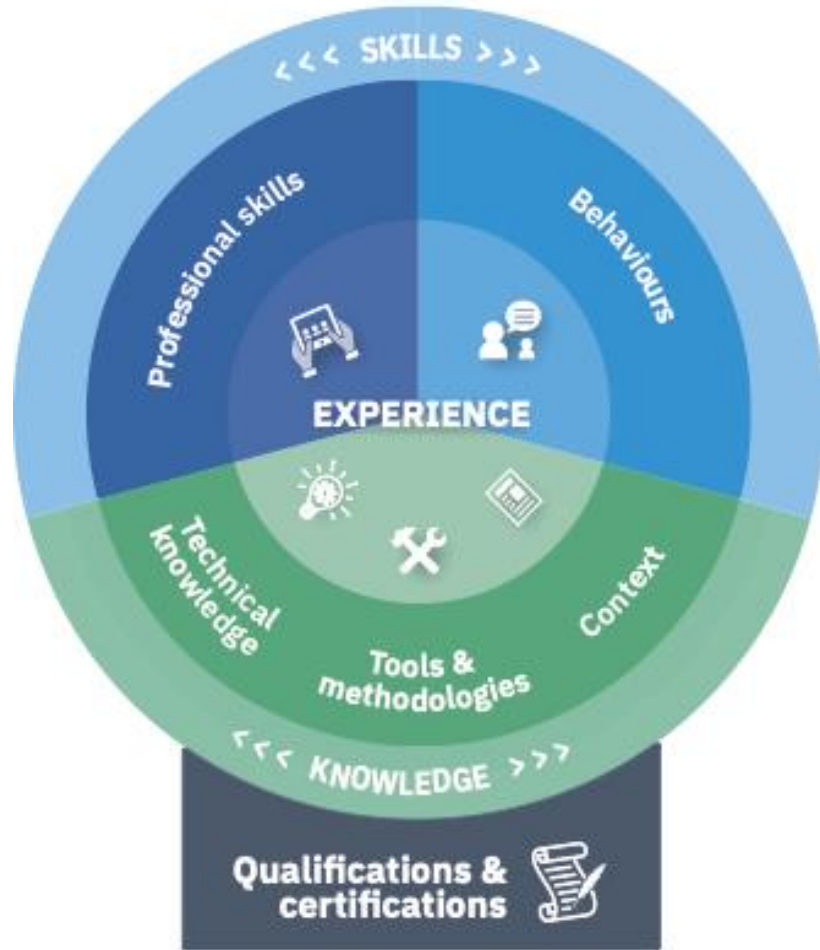 <<< SKILLS >>>
Professional skills
Behaviours
EXPERIENCE
Technical
knowledge
Tools &
methodologies
Context
<<< KNOWLEDGE >>>
Qualifications &
certifications